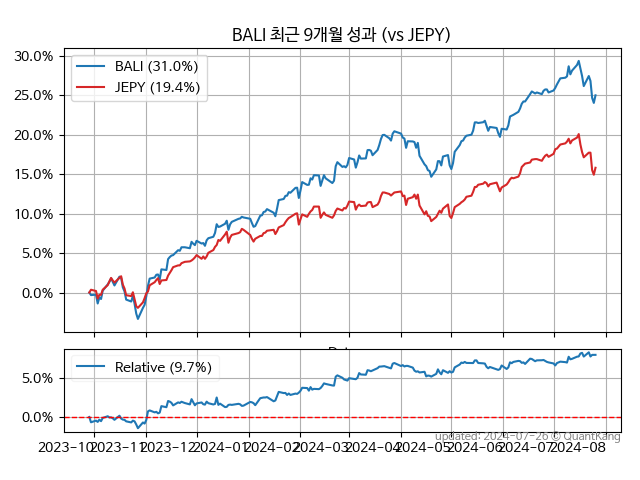 BALI 최근 9개월 성과 (vs JEPY)
30.0%
25.0%
20.0%
15.0%
10.0%
5.0%
0.0%
BALI (31.0%)
JEPY (19.4%)
Relative (9.7%)
5.0%
0.0%
2023-10 2023-11 2023-12 2024-01 2024-02 2024-03 2024-04 2024-05 2024-06 2024-07 2024-08
updated: 2024-07-26 © QuantKang